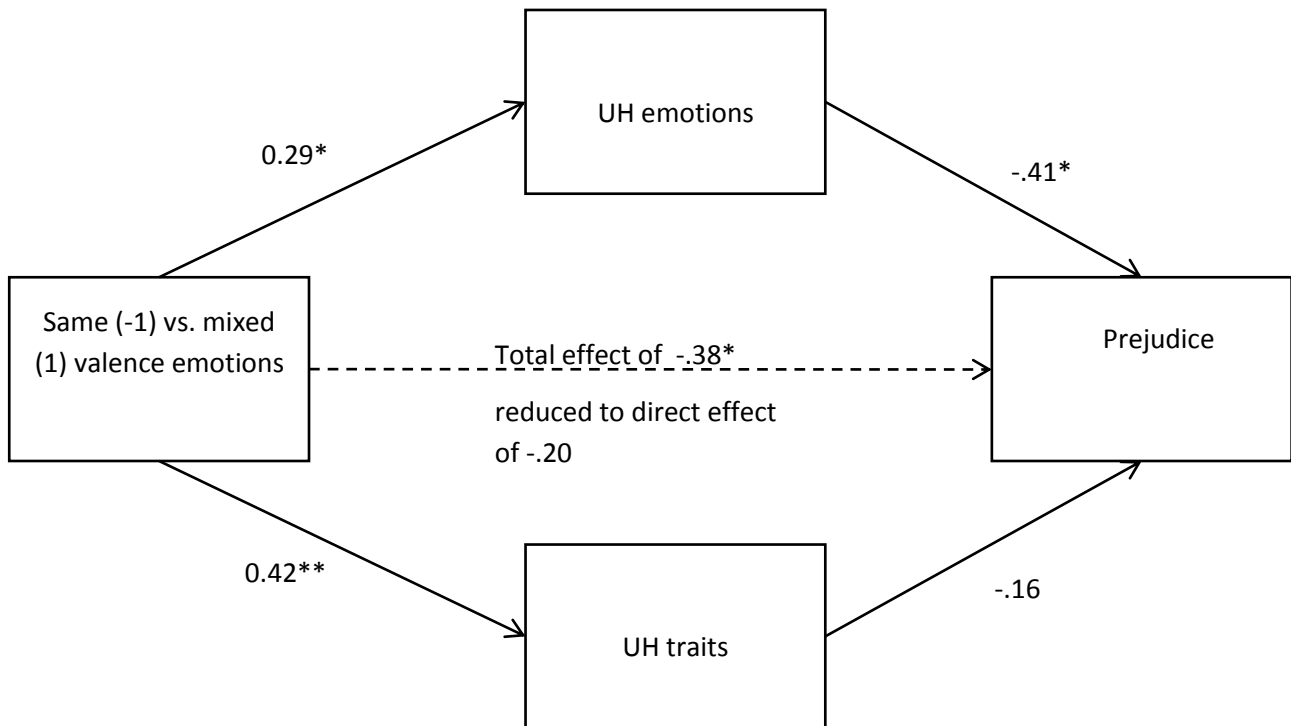 UH emotions
0.29*
-.41*
Same (-1) vs. mixed
(1) valence emotions
Total effect of -.38*
reduced to direct effect
of -.20
Prejudice
0.42**
-.16
UH traits